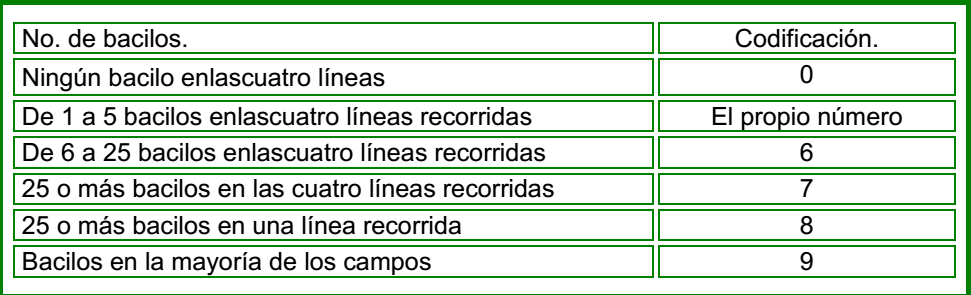 No. de bacilos. Codificación.
Ningún bacilo enlascuatro líneas 0
De 1 a 5 bacilos enlascuatro líneas recorridas El propio número
De 6 a 25 bacilos enlascuatro líneas recorridas 6
25 o más bacilos en las cuatro líneas recorridas 7
25 o más bacilos en una línea recorrida 8
Bacilos en la mayoría de los campos 9